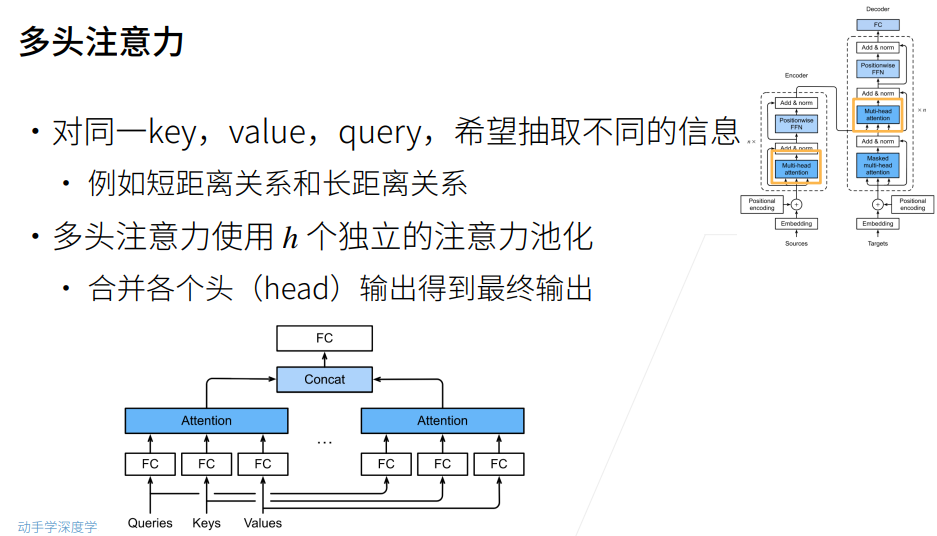 多头注意力
• 对同一key，value，query，希望抽取不同的信息
• 例如短距离关系和长距离关系
• 多头注意力使用 h 个独立的注意力池化
• 合并各个头（head）输出得到最终输出
FC
Concat
Attention
Attention
...
FC
FC
FC
FC
FC
FC
Queries
Keys
Values
动手学深度学
Decoder
FC
Add & norm
Positionwise
FFN
Add & norm
Muti-head
attention
× n
Add & norm
Masked
multi-head
attention
Positional
encoding
+
Embedding
Targets
Encoder
Add & norm
Positionwise
FFN
n ×
Add & norm
Multi-head
attention
Positional
encoding
+
Embedding
Sources